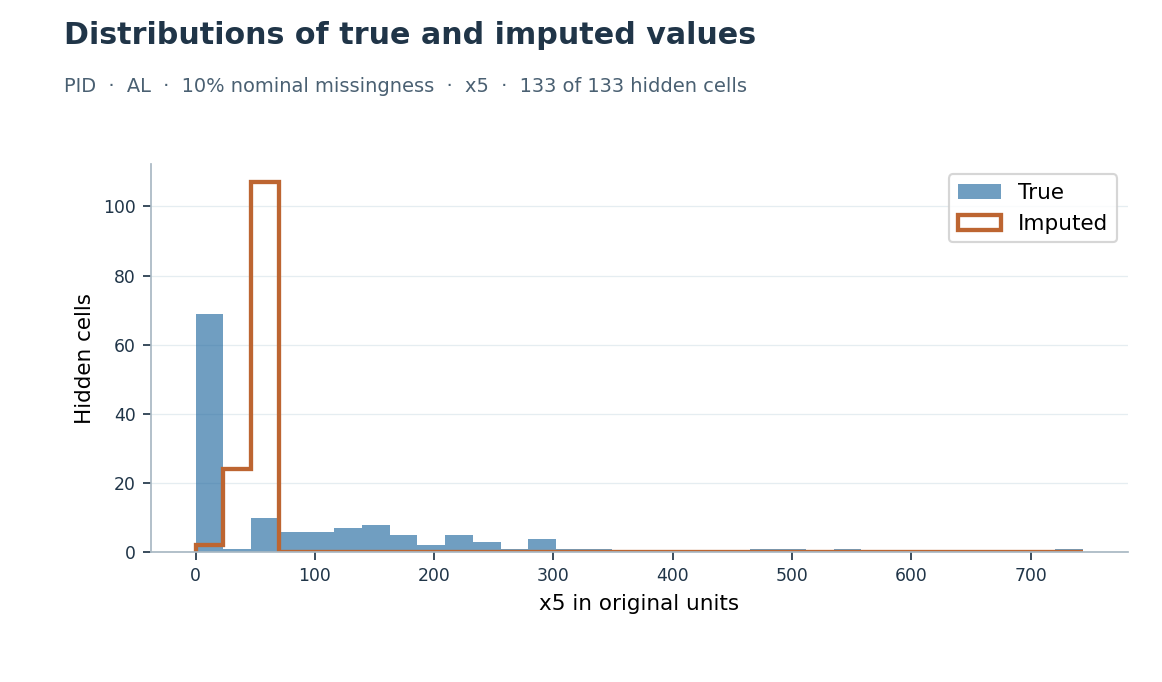 Distributions of true and imputed values
PID · AL · 10% nominal missingness · x5 · 133 of 133 hidden cells
True
Imputed
100
80
60
40
20
0
Hidden cells
0 100 200 300 400 500 600 700
x5 in original units